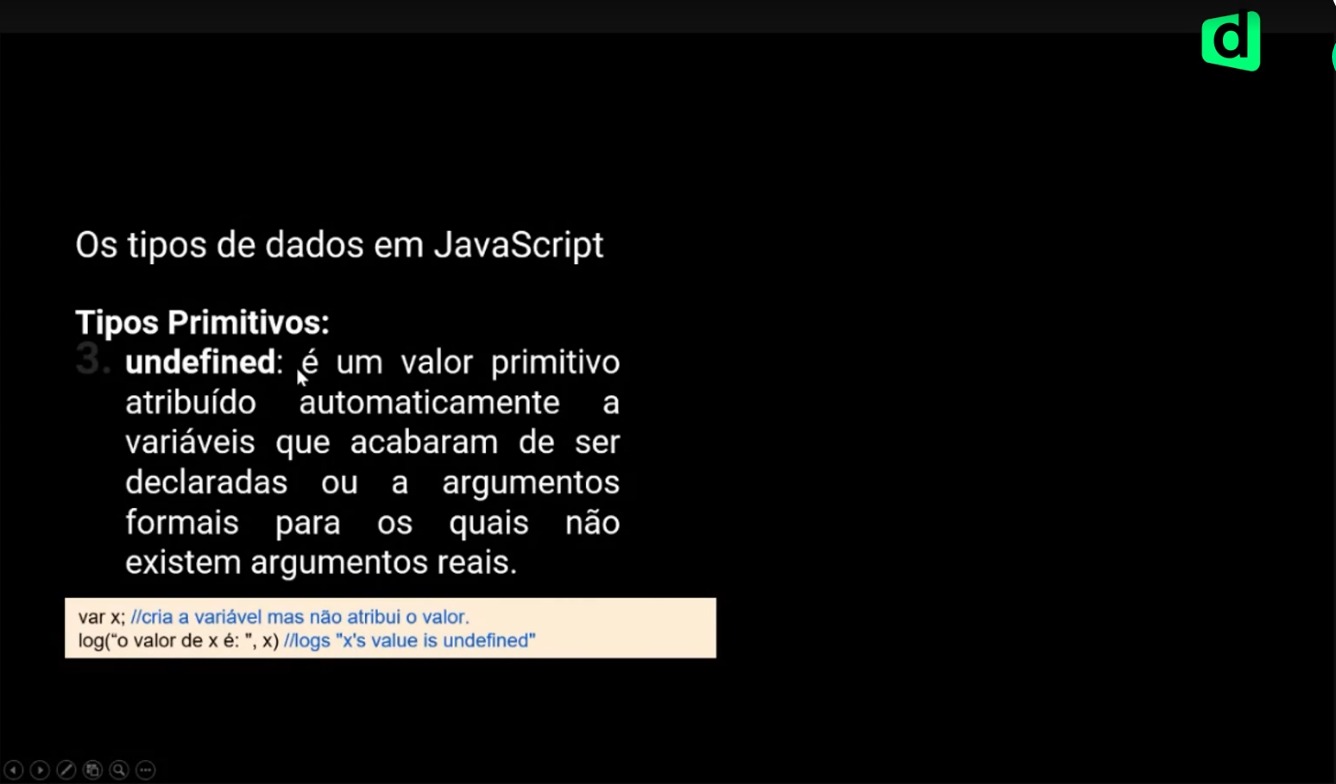 d
Os tipos de dados em JavaScript
Tipos Primitivos:
3. undefined: é um valor primitivo
atribuído automaticamente a
variáveis que acabaram de ser
declaradas ou a argumentos
formais para os quais não
existem argumentos reais.
var x; //cria a variável mas não atribui o valor.
log(“o valor de x é: ", x) //logs "x's value is undefined"